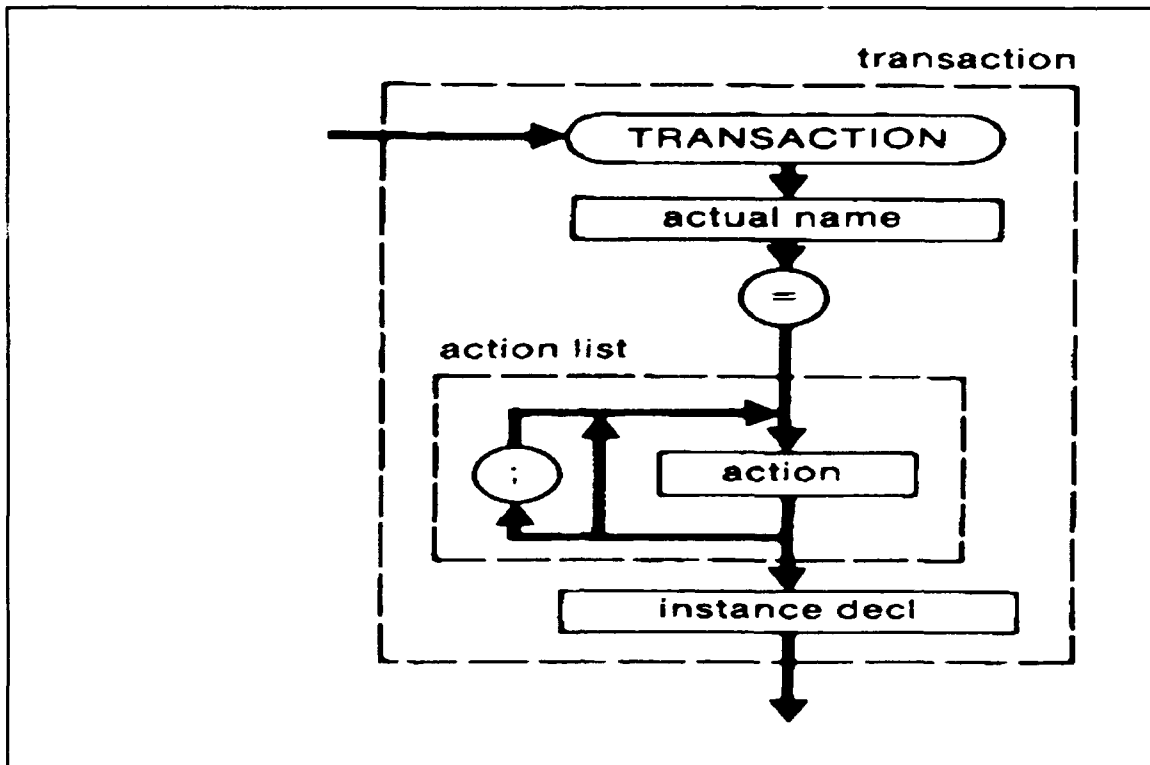 transaction
TRANSACTION
actual name
=
action list
;
action
instance decl